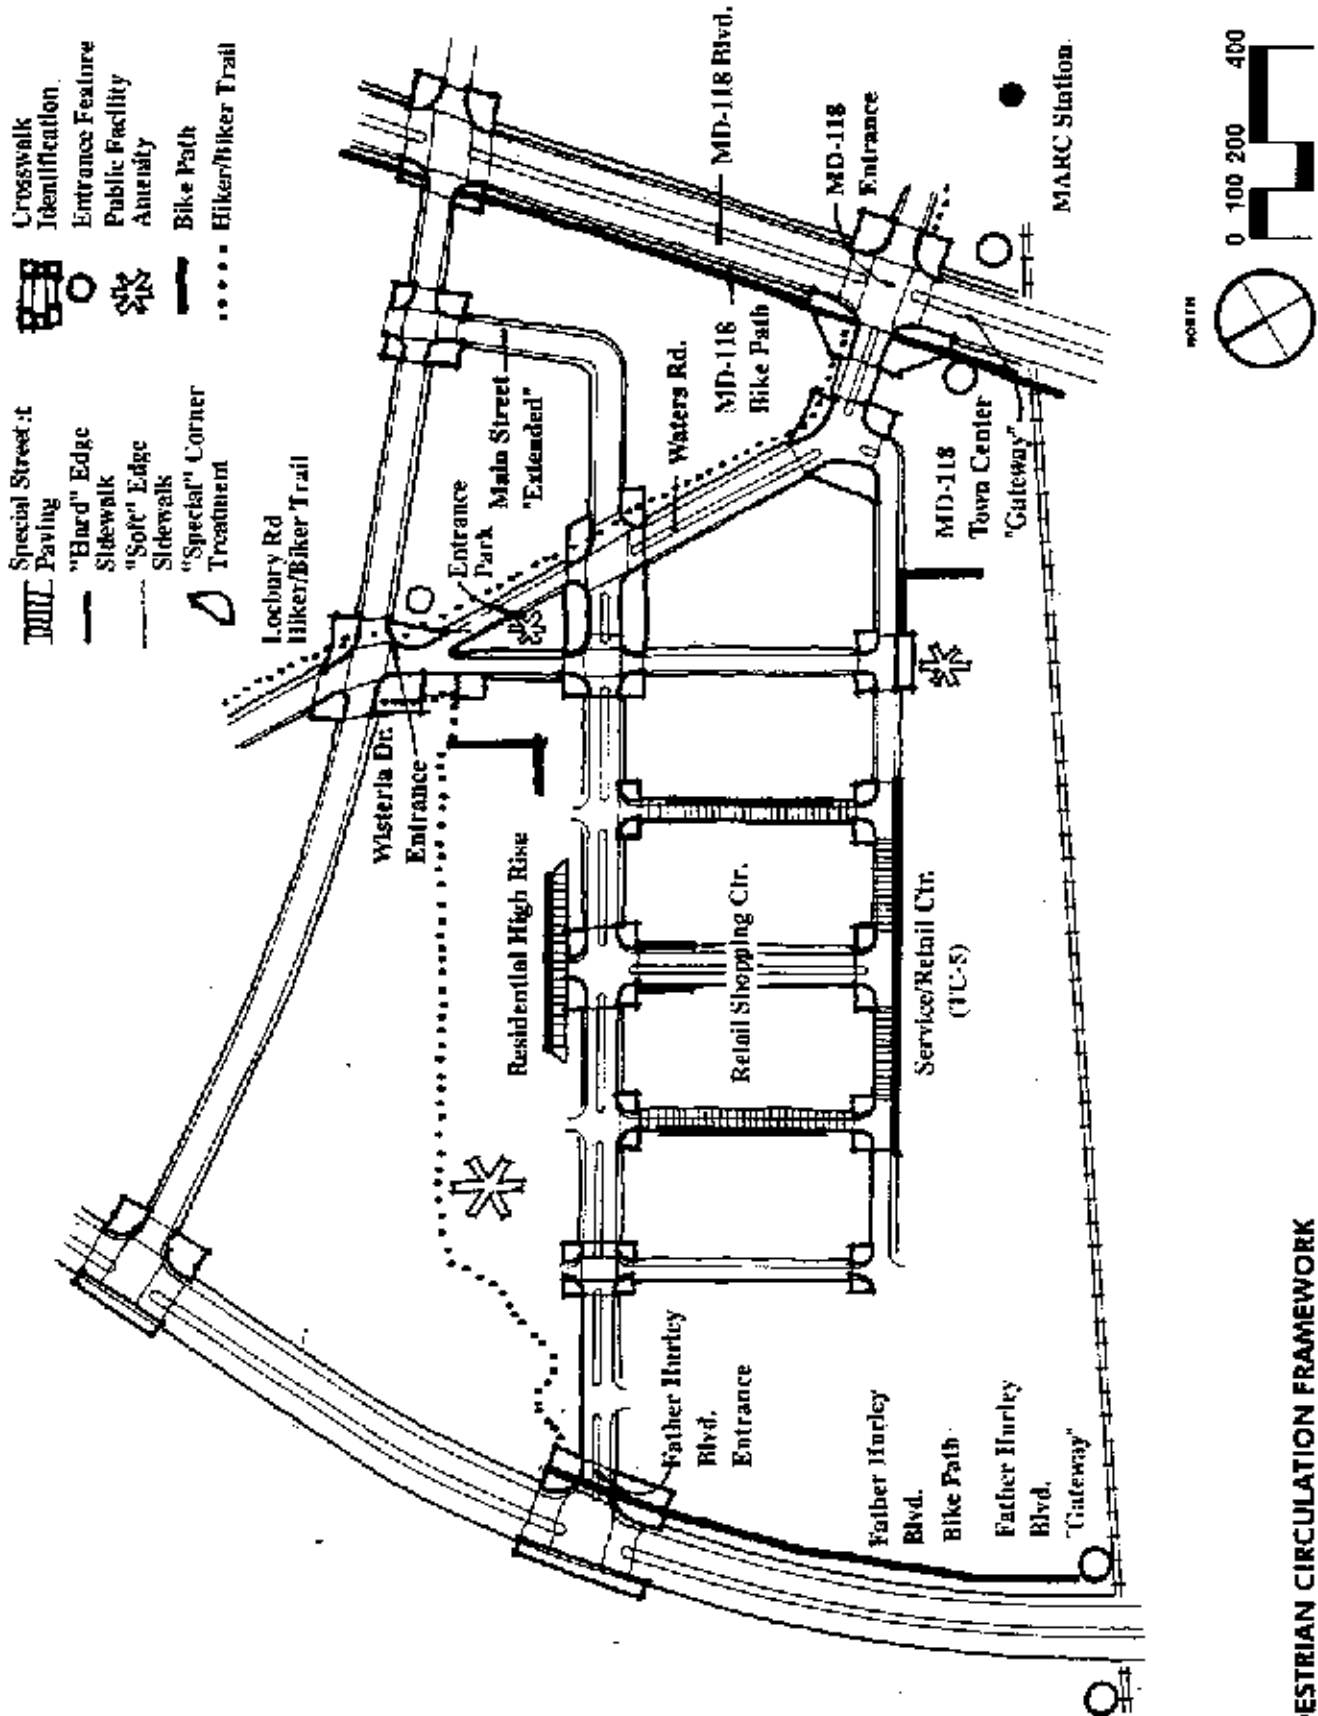 Special Street
Paving
"Hard" Edge
Sidewalk
"Soft" Edge
Sidewalks
"Special" Corner
Treatment
Crosswalk
Identification
Entrance Feature
Public Facility
Amenity
Bike Path
Hiker/Biker Trail
Locbury Rd
Hiker/Biker Trail
Wisteria Dr.
Entrance
Entrance
Park
Main Street
"Extended"
Waters Rd.
MD-118 Blvd.
MD-118
Bike Path
MD-118
Entrance
MARC Station
MD-118
Town Center
"Gateway"
Residential High Rise
Retail Shopping Ctr.
Service/Retail Ctr.
(TC-5)
Father Hurley
Blvd.
Entrance
Father Hurley
Blvd.
Bike Path
Father Hurley
Blvd.
"Gateway"
NORTH
0 100 200 400
DESTRIAN CIRCULATION FRAMEWORK